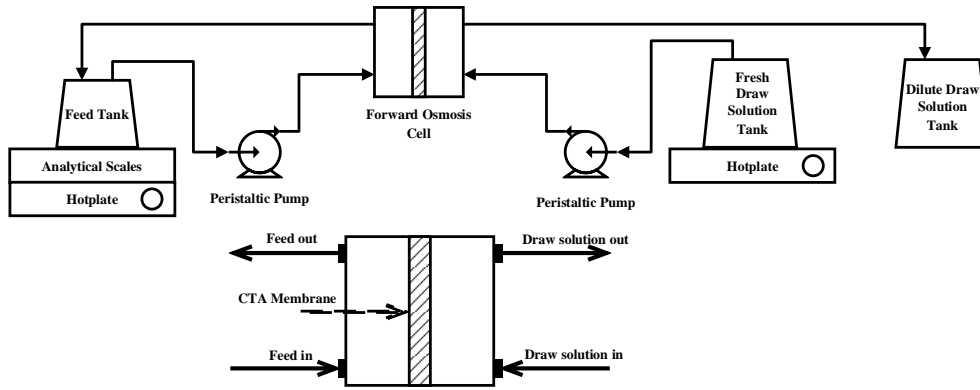 Feed Tank
Analytical Scales
Hotplate
Peristaltic Pump
Forward Osmosis
Cell
Peristaltic Pump
Fresh
Draw
Solution
Tank
Hotplate
Dilute Draw
Solution
Tank
Feed out
Draw solution out
CTA Membrane
Feed in
Draw solution in